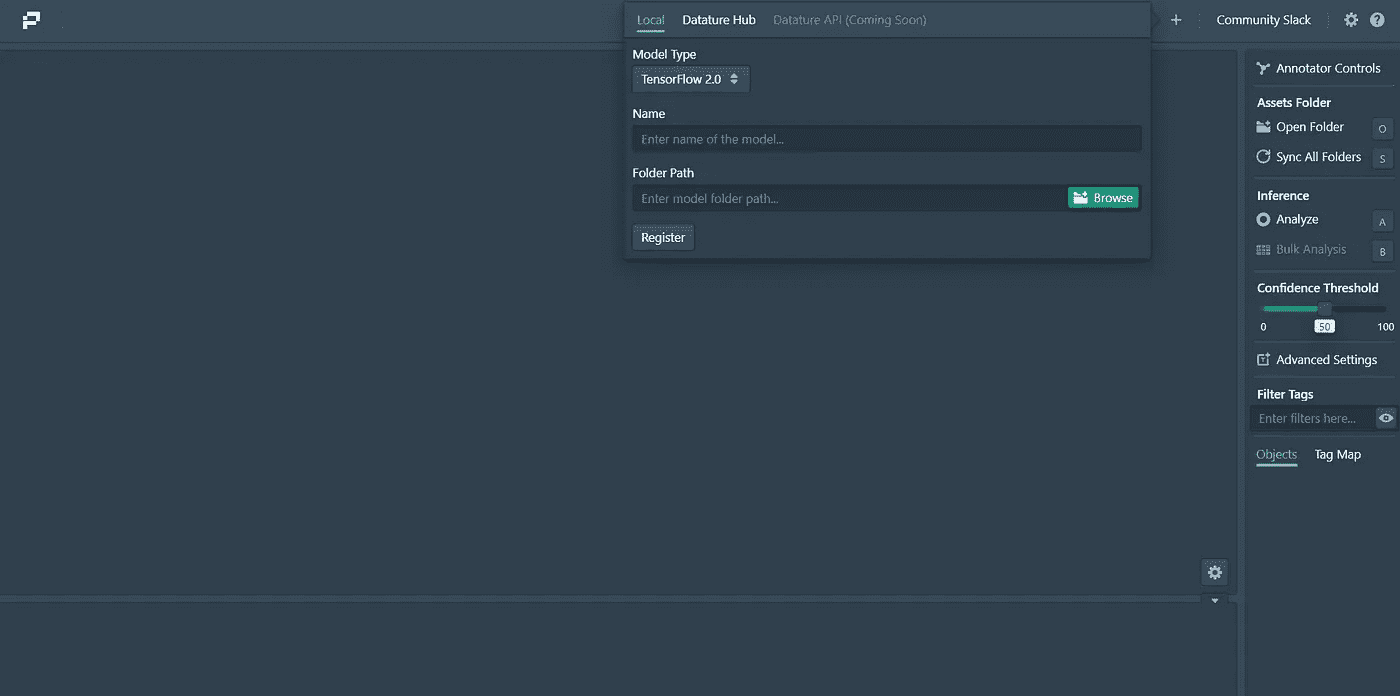 Local Datature Hub Datature API (Coming Soon)
Community Slack
Model Type
TensorFlow 2.0
Name
Enter name of the model...
Folder Path
Enter model folder path...
Browse
Register
Annotator Controls
Assets Folder
Open Folder O
Sync All Folders S
Inference
Analyze A
Bulk Analysis B
Confidence Threshold
0 50 100
Advanced Settings
Filter Tags
Enter filters here...
Objects Tag Map